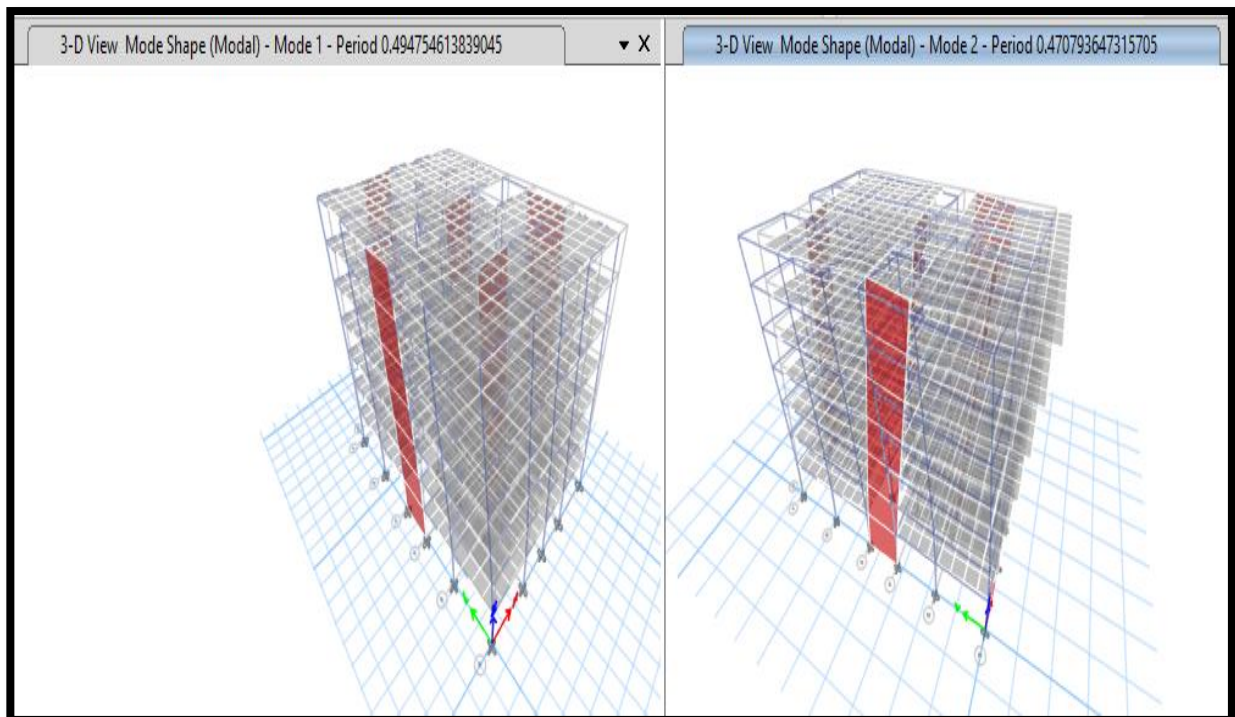 3-D View Mode Shape (Modal) - Mode 1 - Period 0.494754613839045
X
3-D View Mode Shape (Modal) - Mode 2 - Period 0.470793647315705